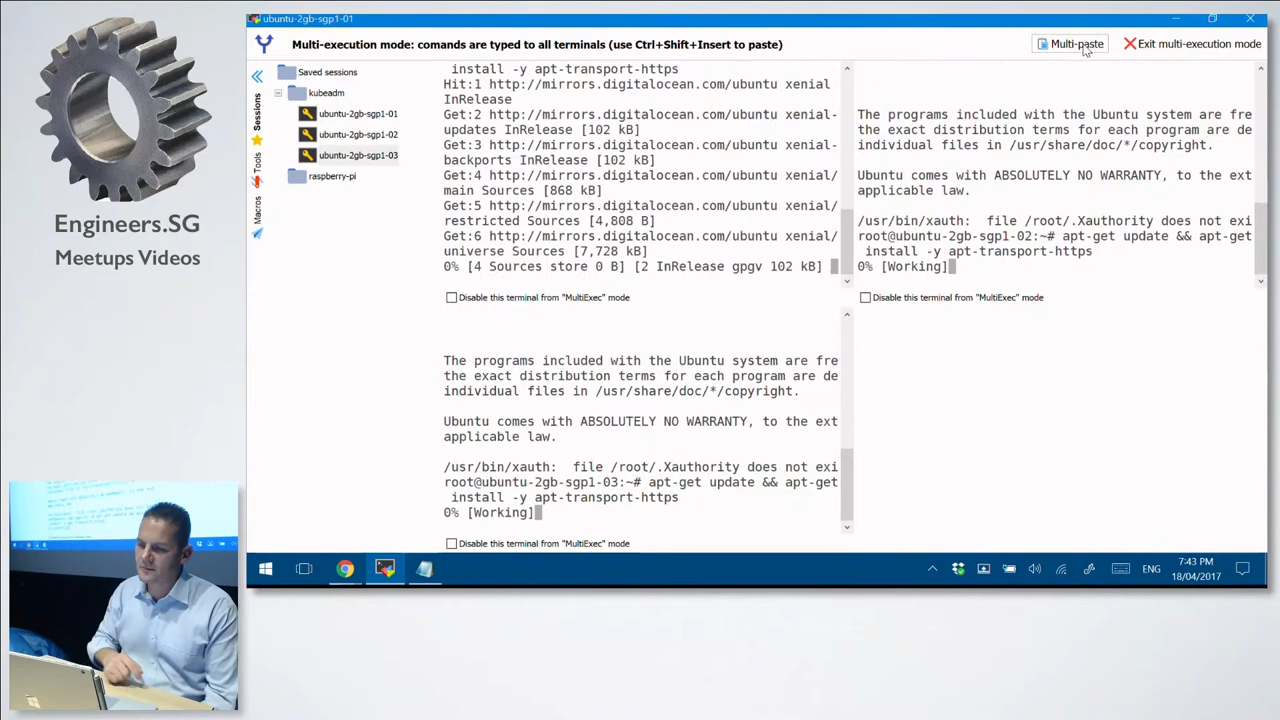 ubuntu-2gb-sgp1-01
Multi-execution mode: comands are typed to all terminals (use Ctrl+Shift+Insert to paste)
Multi-paste
Exit multi-execution mode
Engineers.SG
Meetups Videos
Sessions
Tools
Macros
Saved sessions
kubeadm
ubuntu-2gb-sgp1-01
ubuntu-2gb-sgp1-02
ubuntu-2gb-sgp1-03
raspberry-pi
install -y apt-transport-https
Hit:1 http://mirrors.digitalocean.com/ubuntu xenial
InRelease
Get:2 http://mirrors.digitalocean.com/ubuntu xenial-
updates InRelease [102 kB]
Get:3 http://mirrors.digitalocean.com/ubuntu xenial-
backports InRelease [102 kB]
Get:4 http://mirrors.digitalocean.com/ubuntu xenial/
main Sources [868 kB]
Get:5 http://mirrors.digitalocean.com/ubuntu xenial/
restricted Sources [4,808 B]
Get:6 http://mirrors.digitalocean.com/ubuntu xenial/
universe Sources [7,728 kB]
0% [4 Sources store 0 B] [2 InRelease gpgv 102 kB]
Disable this terminal from "MultiExec" mode
The programs included with the Ubuntu system are fre
the exact distribution terms for each program are de
individual files in /usr/share/doc/*/copyright.
Ubuntu comes with ABSOLUTELY NO WARRANTY, to the ext
applicable law.
/usr/bin/xauth:  file /root/.Xauthority does not exi
root@ubuntu-2gb-sgp1-02:~# apt-get update && apt-get
install -y apt-transport-https
0% [Working]
Disable this terminal from "MultiExec" mode
The programs included with the Ubuntu system are fre
the exact distribution terms for each program are de
individual files in /usr/share/doc/*/copyright.
Ubuntu comes with ABSOLUTELY NO WARRANTY, to the ext
applicable law.
/usr/bin/xauth:  file /root/.Xauthority does not exi
root@ubuntu-2gb-sgp1-03:~# apt-get update && apt-get
install -y apt-transport-https
0% [Working]
Disable this terminal from "MultiExec" mode
ENG
7:43 PM
18/04/2017